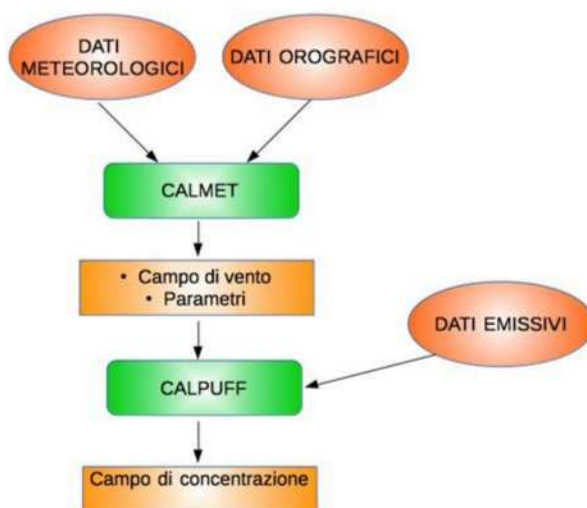 DATI
METEOROLOGICI
DATI OROGRAFICI
CALMET
• Campo di vento
• Parametri
DATI EMISSIVI
CALPUFF
Campo di concentrazione